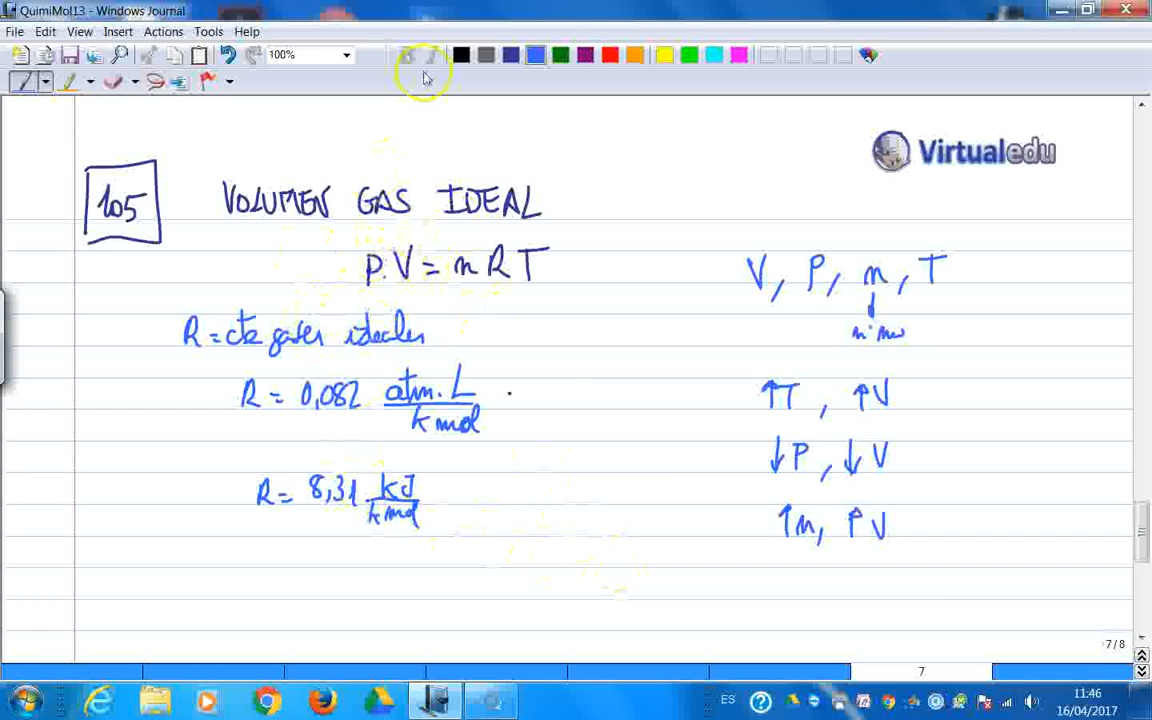 QuimiMol13 - Windows Journal
File Edit View Insert Actions Tools Help
100%
Virtualedu
105
VOLUMEN GAS IDEAL
P.V = n R T
V, P, n, T
R = cte gases ideales
R = 0,082 atm.L / k mol
↑T, ↑V
↓P, ↓V
R = 8,31 kJ / k mol
↑n, ↑V
7/8
7
ES
11:46
16/04/2017